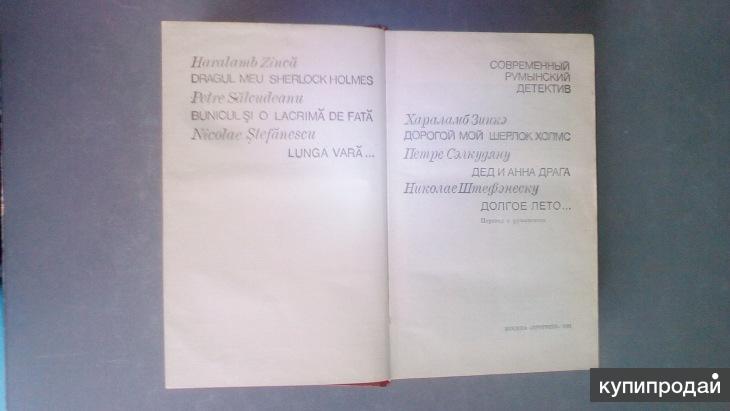 Haralamb Zincă
DRAGUL MEU SHERLOCK HOLMES
Petre Sălcudeanu
BUNICUL ȘI O LACRIMĂ DE FATĂ
Nicolae Ștefănescu
LUNGA VARĂ...
СОВРЕМЕННЫЙ
РУМЫНСКИЙ
ДЕТЕКТИВ
Хараламб Зинкэ
ДОРОГОЙ МОЙ ШЕРЛОК ХОЛМС
Петре Сэлкудяну
ДЕД И АННА ДРАГА
Николае Штефэнеску
ДОЛГОЕ ЛЕТО...
Перевод с румынского
МОСКВА «ПРОГРЕСС»
купипродай